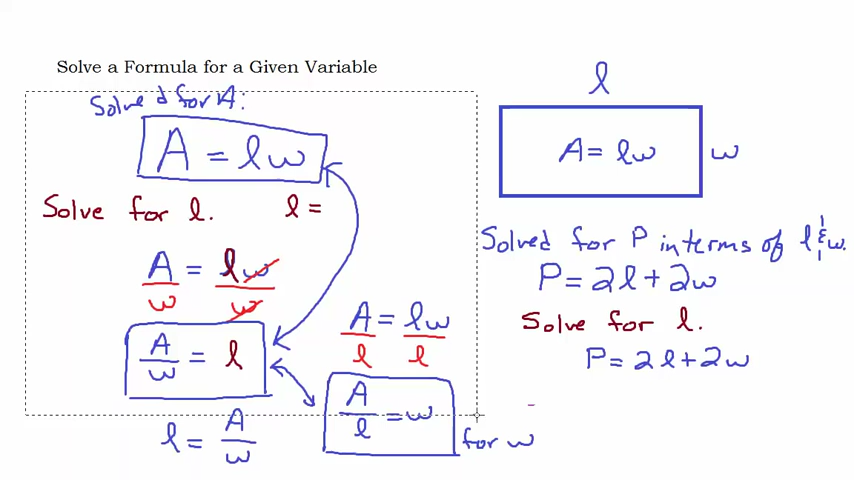 Solve a Formula for a Given Variable
Solved for A:
A = lw
Solve for l. l =
A/w = lw/w
A/w = l
l = A/w
A/l = lw/l
A/l = w
for w
l
A = lw w
Solved for P in terms of l & w.
P = 2l + 2w
Solve for l.
P = 2l + 2w